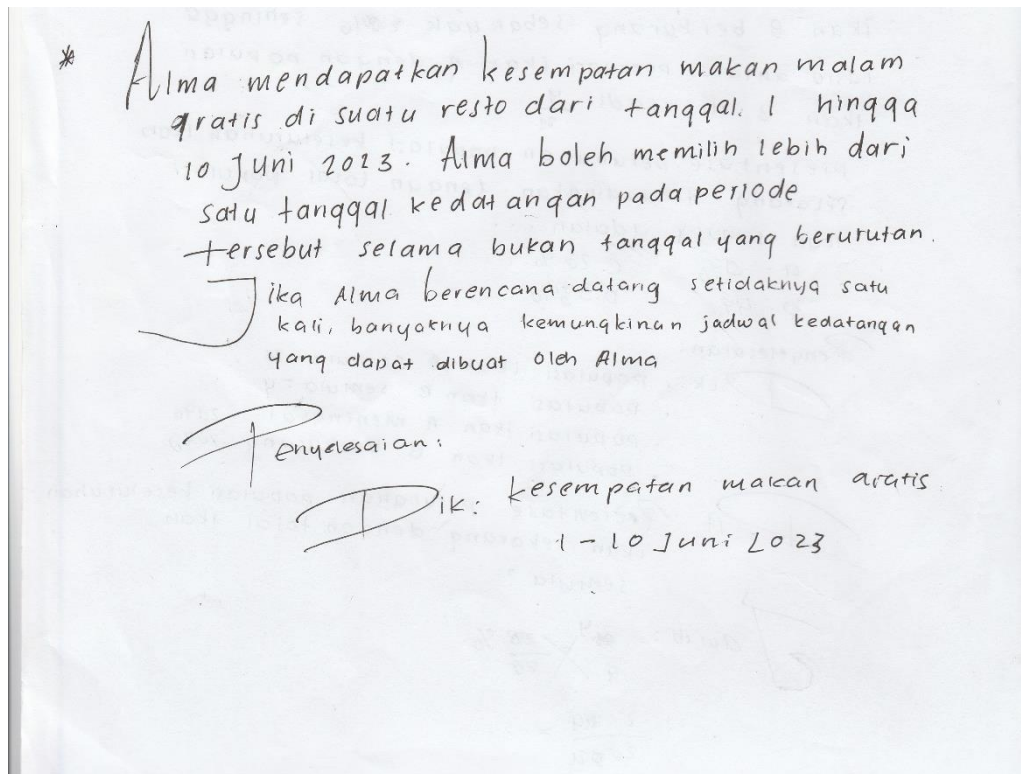 * Alma mendapatkan kesempatan makan malam
gratis di suatu resto dari tanggal. 1 hingga
10 Juni 2023. Alma boleh memilih lebih dari
satu tanggal kedatangan pada periode
tersebut selama bukan tanggal yang berurutan.
Jika Alma berencana datang setidaknya satu
kali, banyaknya kemungkinan jadwal kedatangan
yang dapat dibuat oleh Alma
Penyelesaian:
Dik: kesempatan makan gratis
1-10 Juni 2023